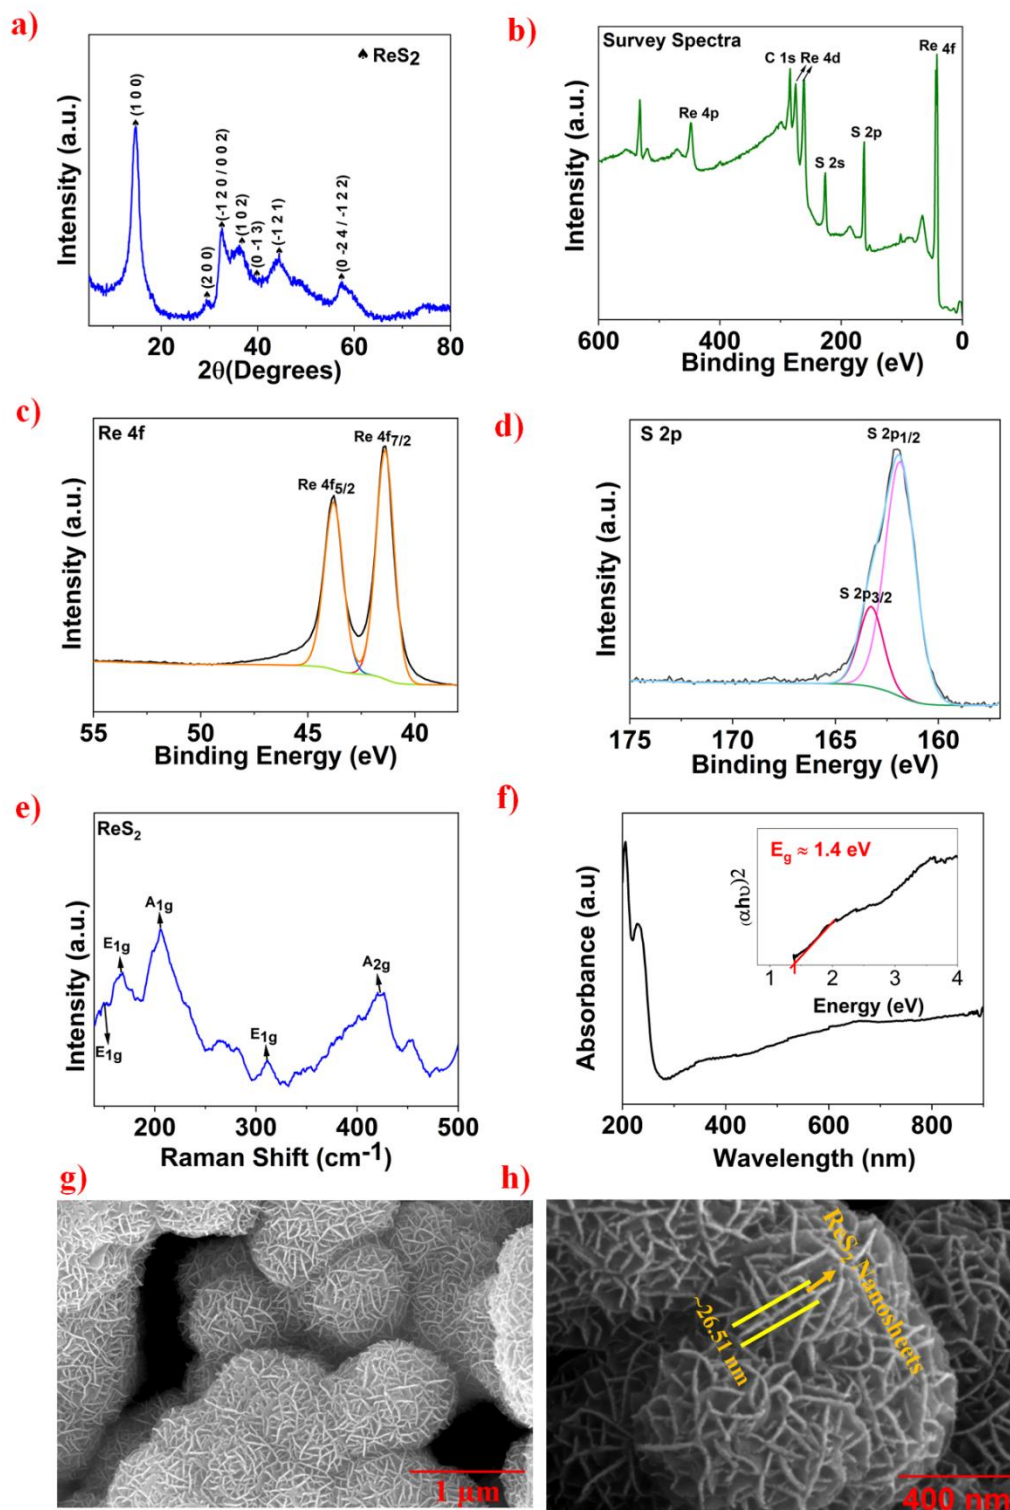 a)
♠ ReS2
(1 0 0)
(2 0 0)
(-1 2 0 / 0 0 2)
(1 0 2)
(0 -1 3)
(-1 2 1)
(0 -2 4 / -1 2 2)
Intensity (a.u.)
20 40 60 80
2θ(Degrees)
b)
Survey Spectra
C 1s
Re 4d
Re 4f
Re 4p
S 2s
S 2p
Intensity (a.u.)
600 400 200 0
Binding Energy (eV)
c)
Re 4f
Re 4f7/2
Re 4f5/2
Intensity (a.u.)
55 50 45 40
Binding Energy (eV)
d)
S 2p
S 2p1/2
S 2p3/2
Intensity (a.u.)
175 170 165 160
Binding Energy (eV)
e)
ReS2
A1g
E1g
E1g
E1g
A2g
Intensity (a.u.)
200 300 400 500
Raman Shift (cm-1)
f)
Eg ≈ 1.4 eV
(αhυ)2
1 2 3 4
Energy (eV)
Absorbance (a.u)
200 400 600 800
Wavelength (nm)
g)
1 µm
h)
ReS2 Nanosheets
~26.51 nm
400 nm